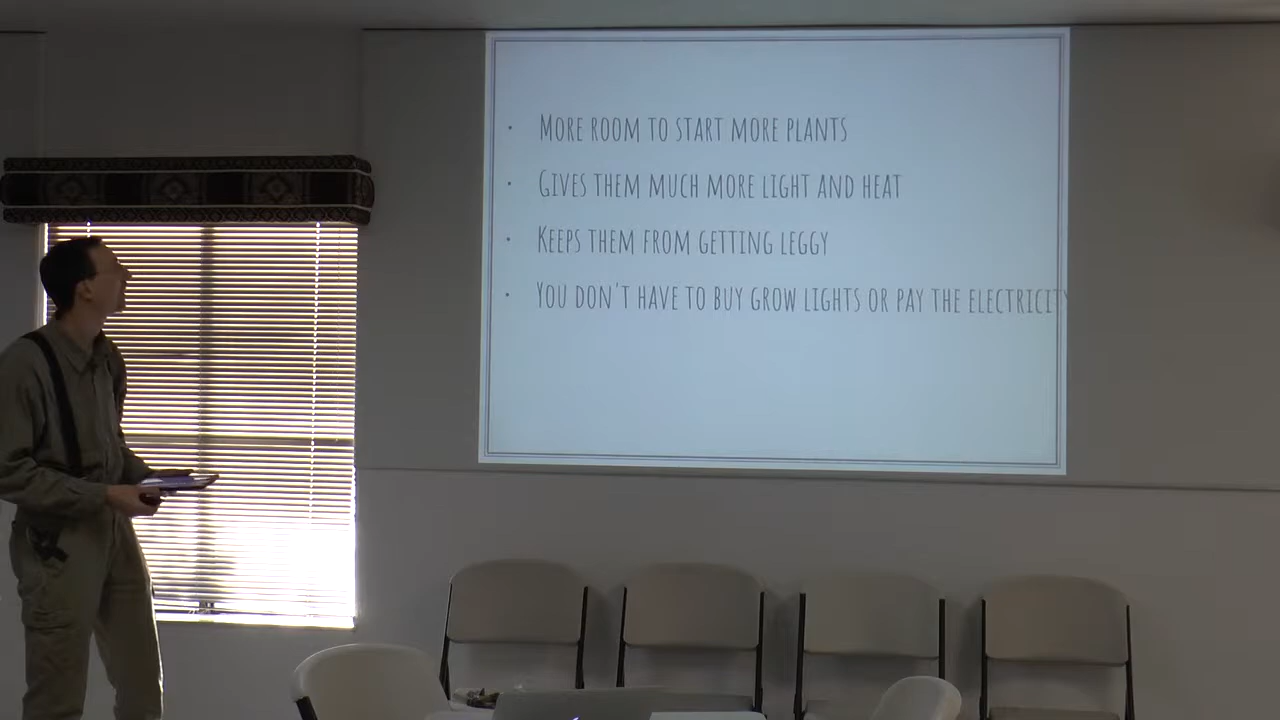 · More room to start more plants
· Gives them much more light and heat
· Keeps them from getting leggy
· You don't have to buy grow lights or pay the electricity